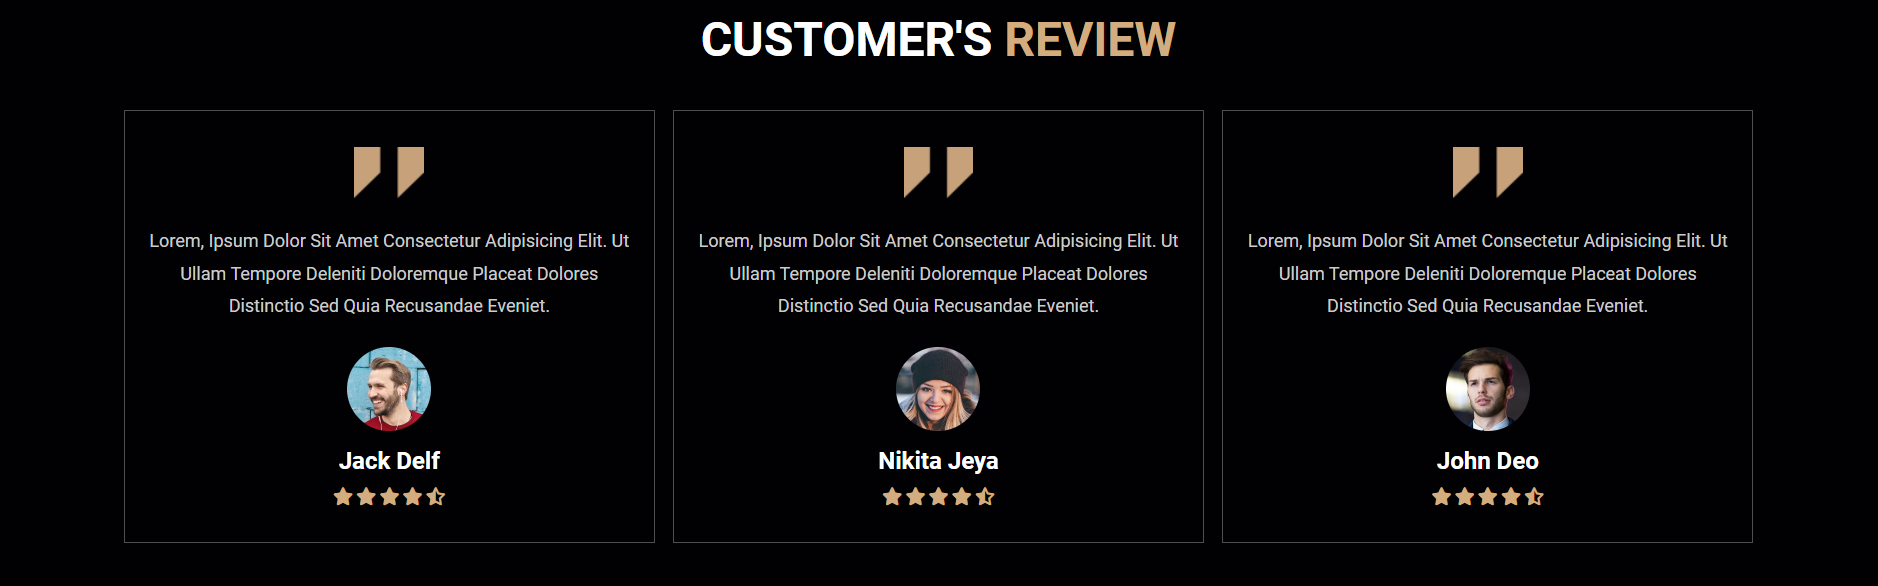 CUSTOMER'S REVIEW
Lorem, Ipsum Dolor Sit Amet Consectetur Adipisicing Elit. Ut
Ullam Tempore Deleniti Doloremque Placeat Dolores
Distinctio Sed Quia Recusandae Eveniet.
Jack Delf
Lorem, Ipsum Dolor Sit Amet Consectetur Adipisicing Elit. Ut
Ullam Tempore Deleniti Doloremque Placeat Dolores
Distinctio Sed Quia Recusandae Eveniet.
Nikita Jeya
Lorem, Ipsum Dolor Sit Amet Consectetur Adipisicing Elit. Ut
Ullam Tempore Deleniti Doloremque Placeat Dolores
Distinctio Sed Quia Recusandae Eveniet.
John Deo